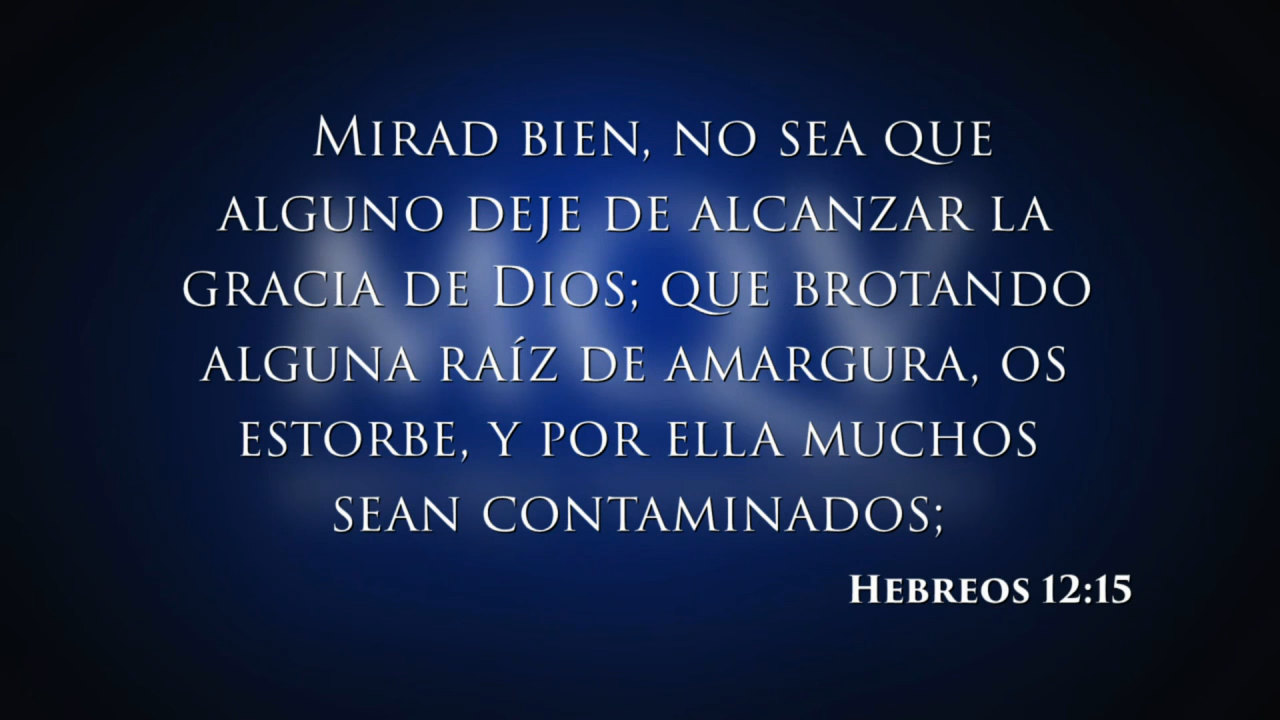 Mirad bien, no sea que
alguno deje de alcanzar la
gracia de Dios; que brotando
alguna raíz de amargura, os
estorbe, y por ella muchos
sean contaminados;
Hebreos 12:15